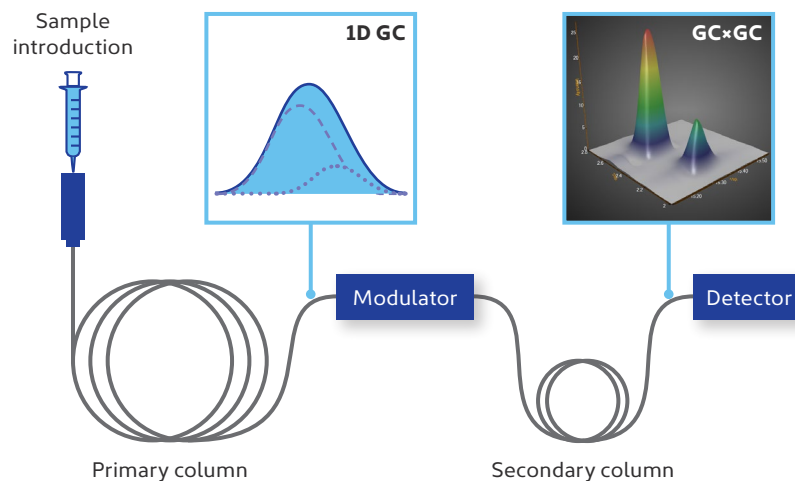 Sample
introduction
1D GC
GC×GC
Modulator
Detector
Primary column
Secondary column